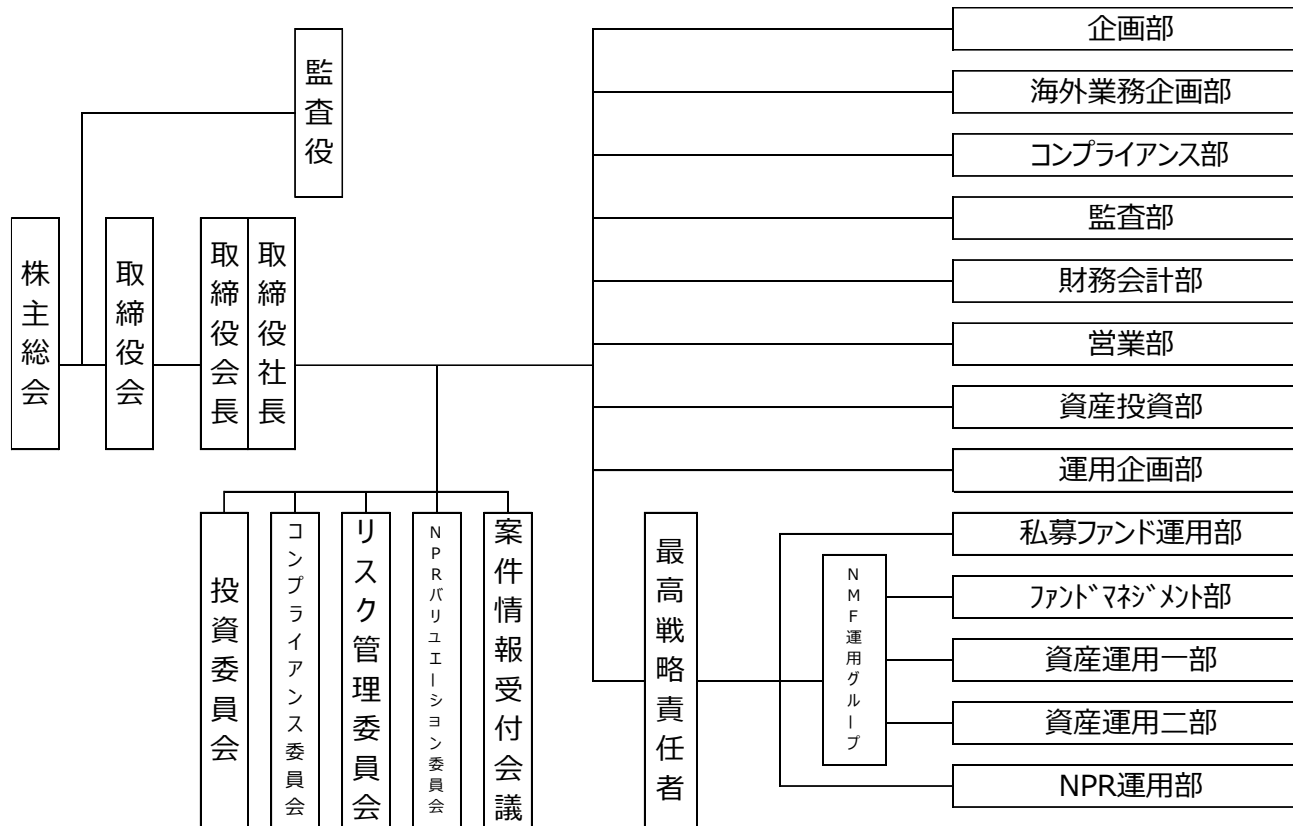 監査役
株主総会
取締役会
取締役会長
取締役社長
投資委員会
コンプライアンス委員会
リスク管理委員会
NPRバリュエーション委員会
案件情報受付会議
最高戦略責任者
NMF運用グループ
企画部
海外業務企画部
コンプライアンス部
監査部
財務会計部
営業部
資産投資部
運用企画部
私募ファンド運用部
ファンドマネジメント部
資産運用一部
資産運用二部
NPR運用部